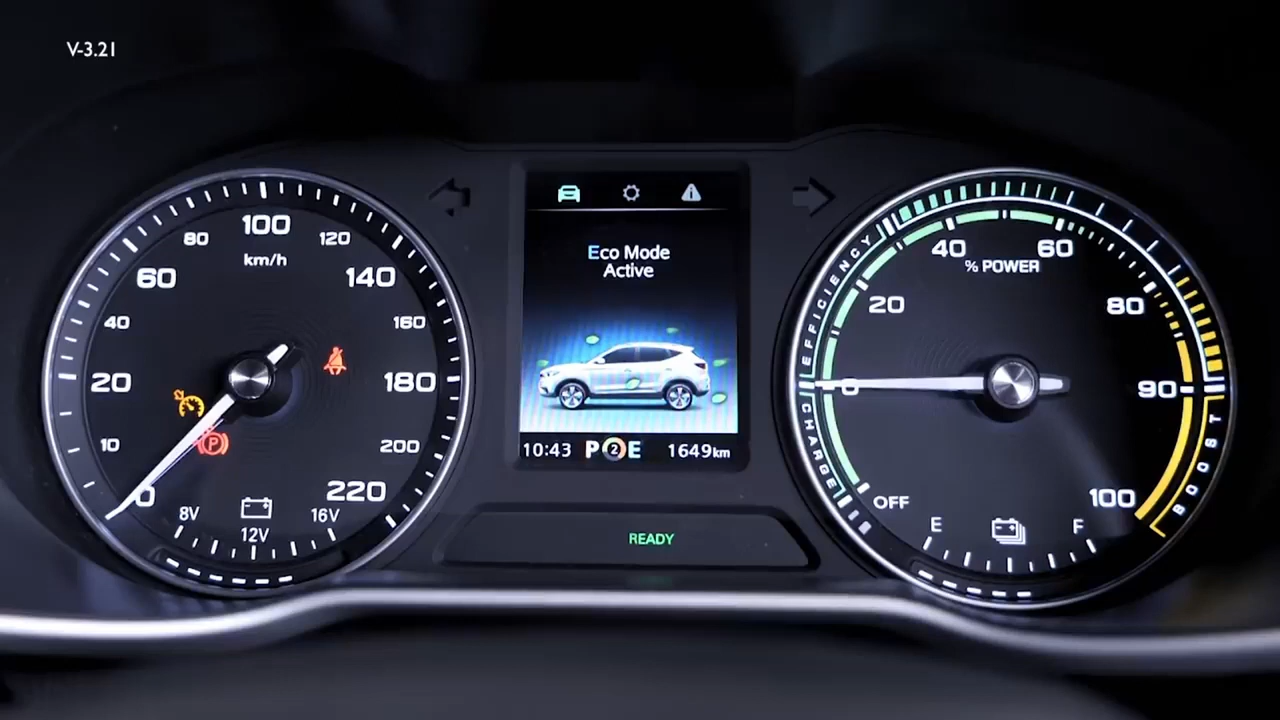 V-3.21
100
80
120
km/h
60
140
40
160
20
180
10
200
0
220
8V
12V
16V
P
Eco Mode
Active
10:43
P 2 E
1649km
READY
EFFICIENCY
40
60
% POWER
20
80
0
90
CHARGE
BOOST
OFF
100
E
F